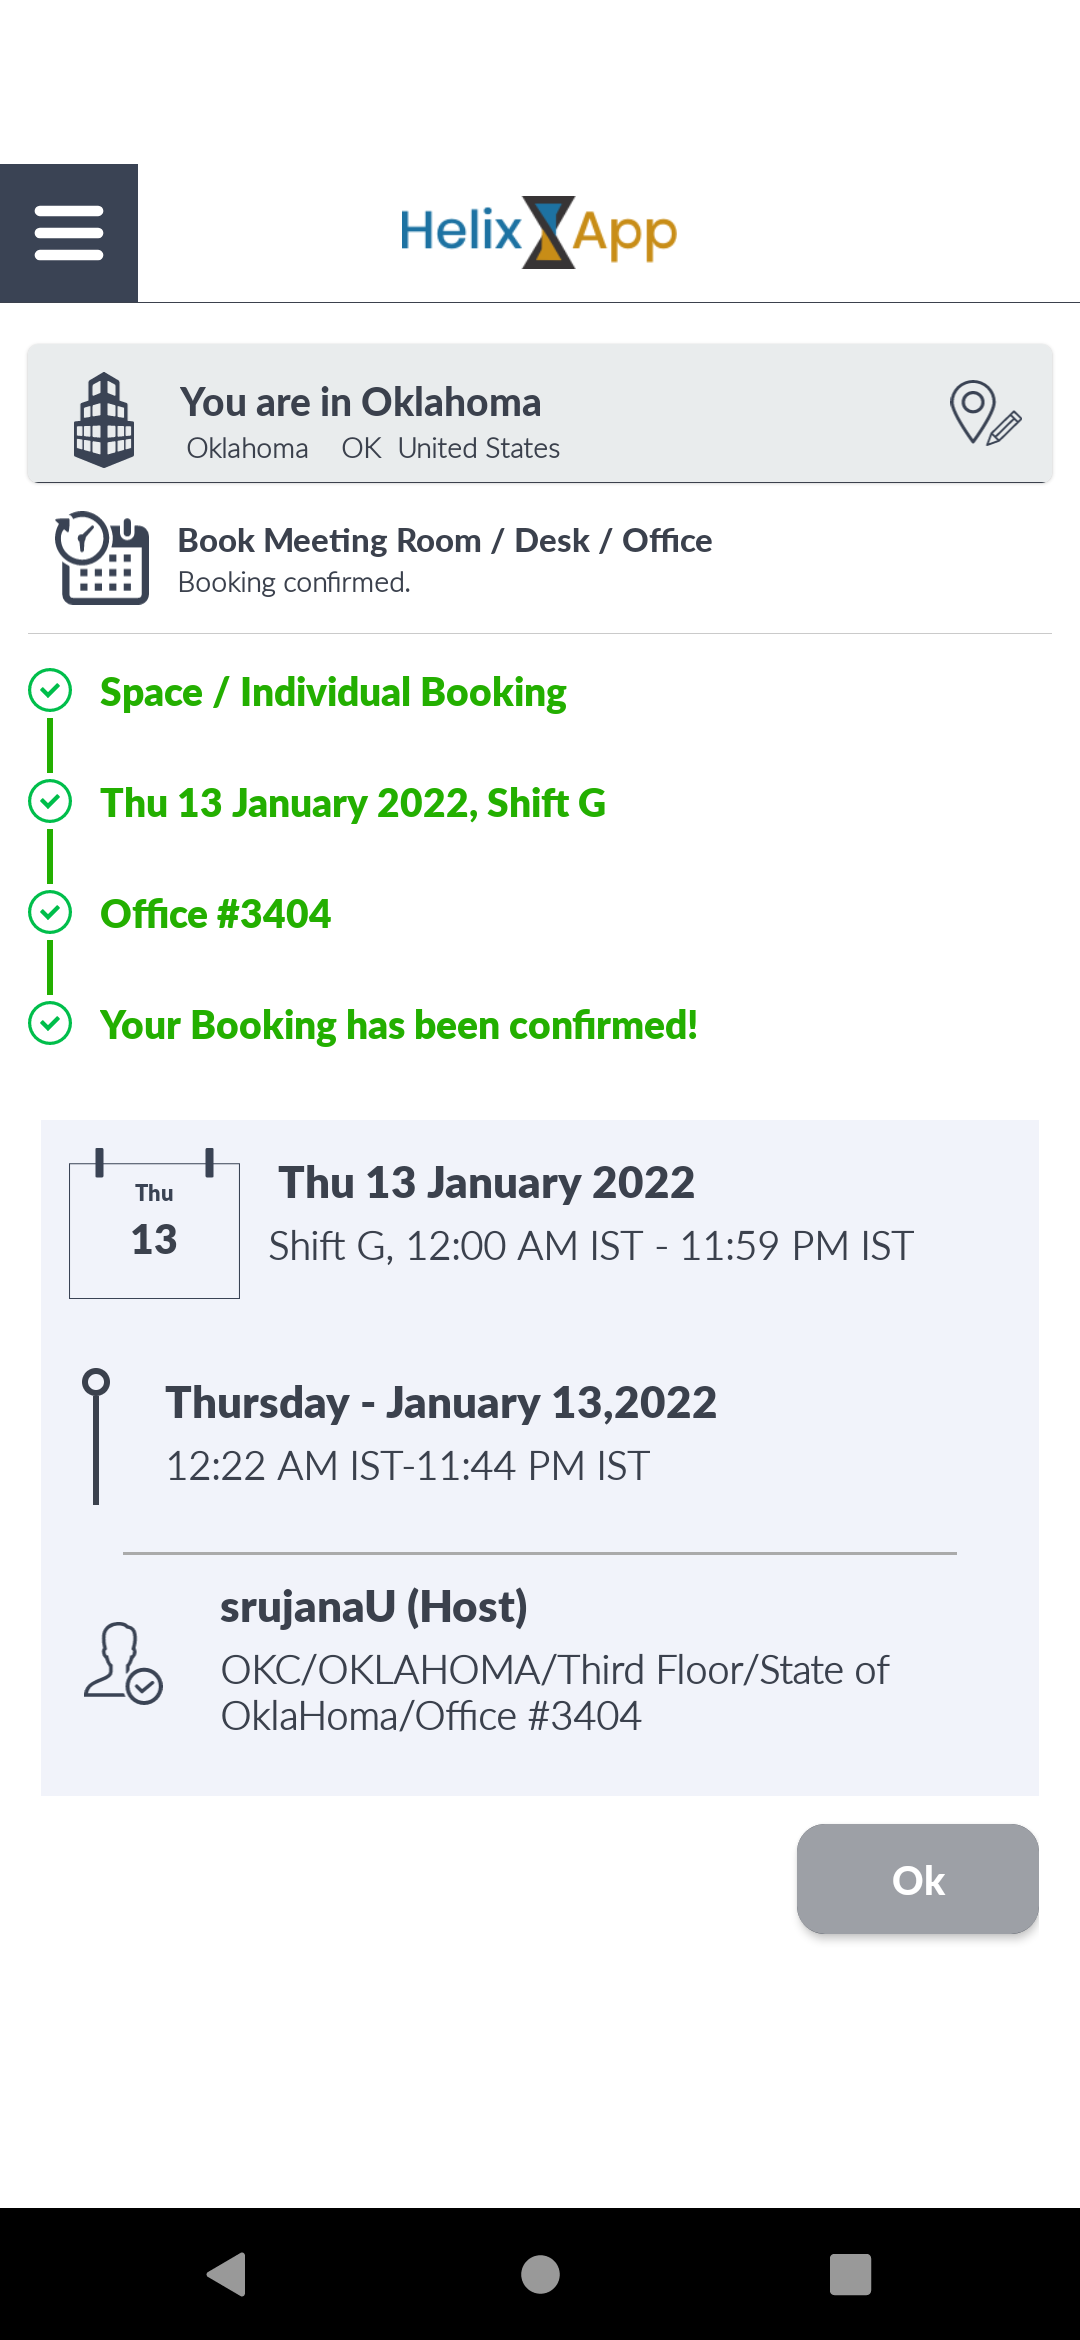 Helix App
You are in Oklahoma
Oklahoma OK United States
Book Meeting Room / Desk / Office
Booking confirmed.
Space / Individual Booking
Thu 13 January 2022, Shift G
Office #3404
Your Booking has been confirmed!
Thu
13
Thu 13 January 2022
Shift G, 12:00 AM IST - 11:59 PM IST
Thursday - January 13,2022
12:22 AM IST-11:44 PM IST
srujanaU (Host)
OKC/OKLAHOMA/Third Floor/State of
OklaHoma/Office #3404
Ok